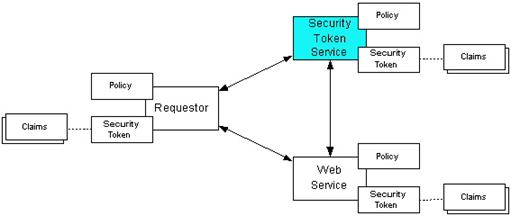 Security
Token
Service
Policy
Security
Token
Claims
Policy
Requestor
Security
Token
Claims
Web
Service
Policy
Security
Token
Claims